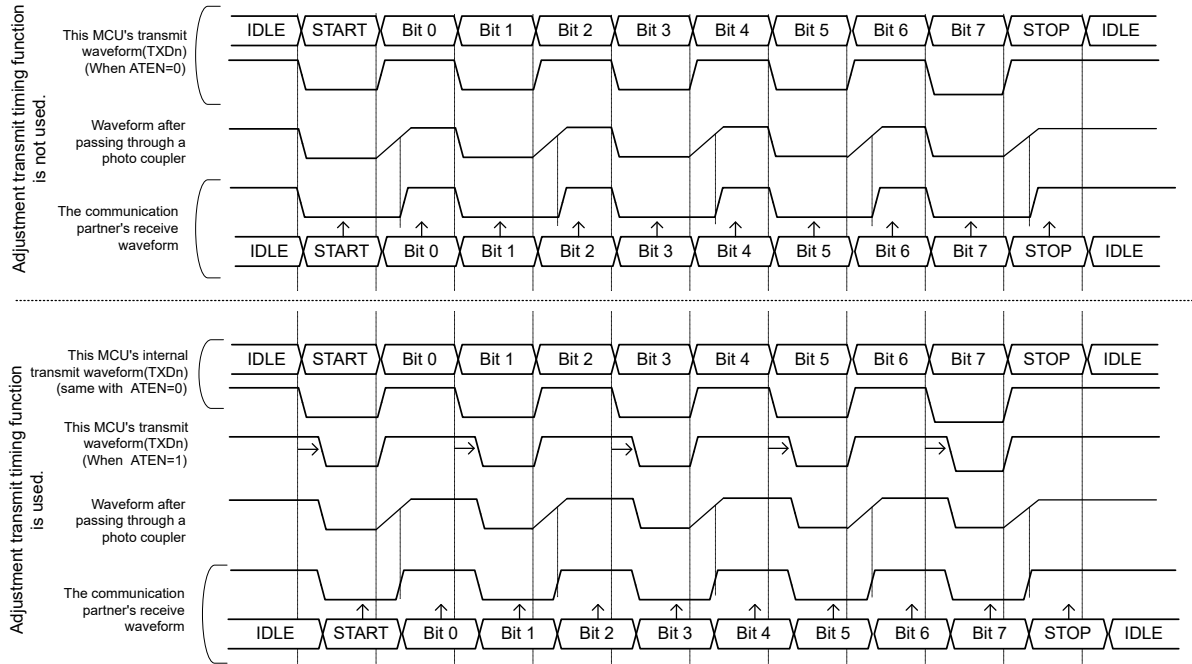 Adjustment transmit timing function
is not used.
This MCU's transmit
waveform(TXDn)
(When ATEN=0)
IDLE START Bit 0 Bit 1 Bit 2 Bit 3 Bit 4 Bit 5 Bit 6 Bit 7 STOP IDLE
Waveform after
passing through a
photo coupler
The communication
partner's receive
waveform
IDLE START Bit 0 Bit 1 Bit 2 Bit 3 Bit 4 Bit 5 Bit 6 Bit 7 STOP IDLE
Adjustment transmit timing function
is used.
This MCU's internal
transmit waveform(TXDn)
(same with ATEN=0)
IDLE START Bit 0 Bit 1 Bit 2 Bit 3 Bit 4 Bit 5 Bit 6 Bit 7 STOP IDLE
This MCU's transmit
waveform(TXDn)
(When ATEN=1)
Waveform after
passing through a
photo coupler
The communication
partner's receive
waveform
IDLE START Bit 0 Bit 1 Bit 2 Bit 3 Bit 4 Bit 5 Bit 6 Bit 7 STOP IDLE